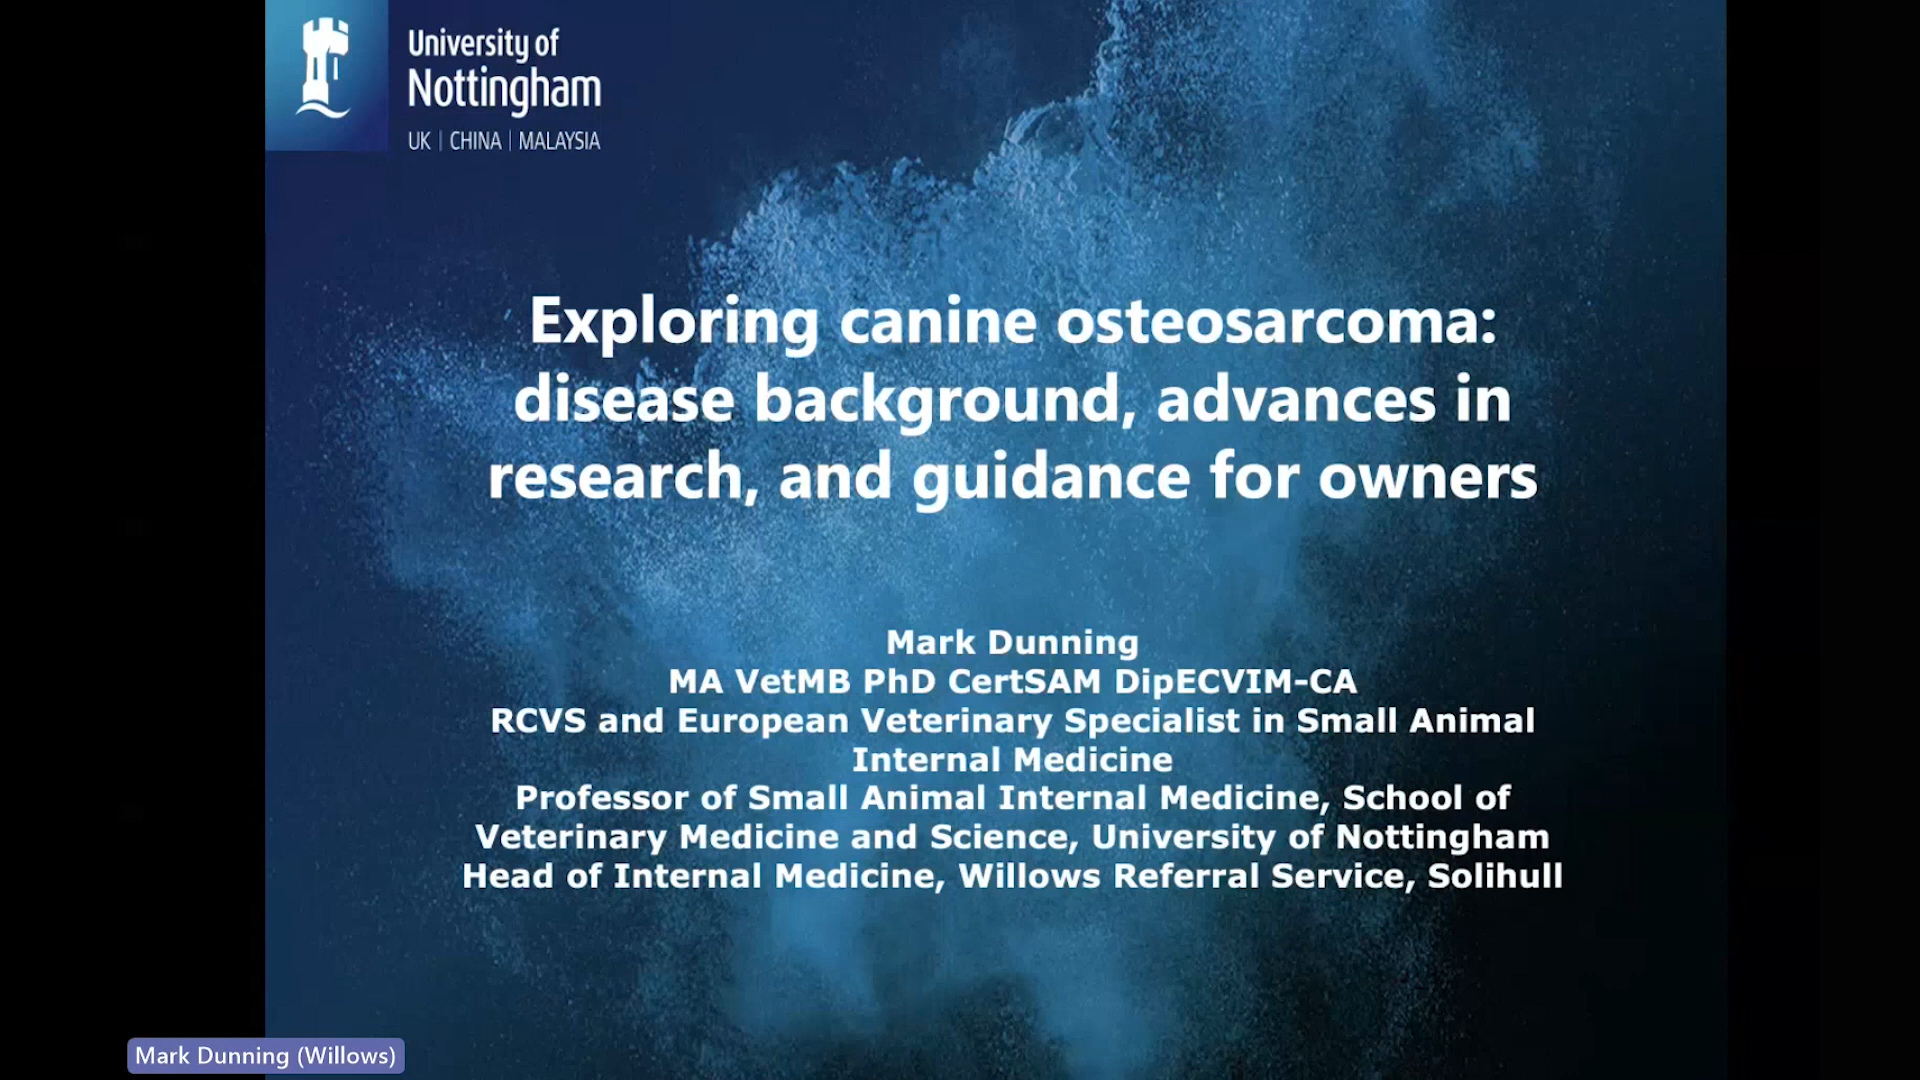 University of
Nottingham
UK | CHINA | MALAYSIA
Exploring canine osteosarcoma:
disease background, advances in
research, and guidance for owners
Mark Dunning
MA VetMB PhD CertSAM DipECVIM-CA
RCVS and European Veterinary Specialist in Small Animal
Internal Medicine
Professor of Small Animal Internal Medicine, School of
Veterinary Medicine and Science, University of Nottingham
Head of Internal Medicine, Willows Referral Service, Solihull
Mark Dunning (Willows)